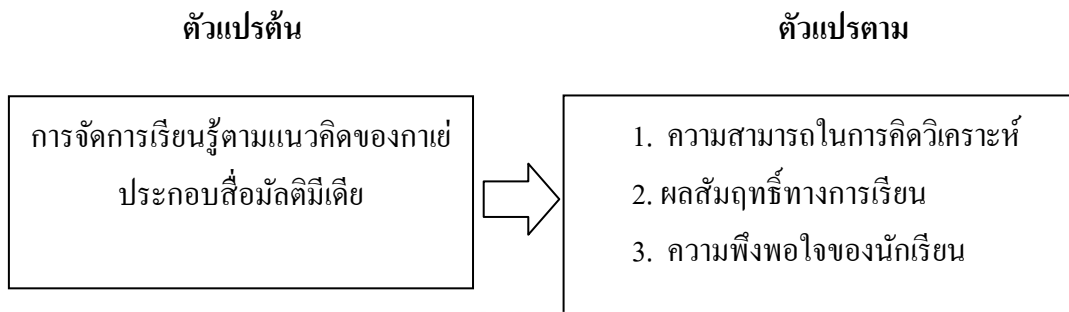 ตัวแปรต้น
ตัวแปรตาม
การจัดการเรียนรู้ตามแนวคิดของกาเย่
ประกอบสื่อมัลติมีเดีย
1. ความสามารถในการคิดวิเคราะห์
2. ผลสัมฤทธิ์ทางการเรียน
3. ความพึงพอใจของนักเรียน